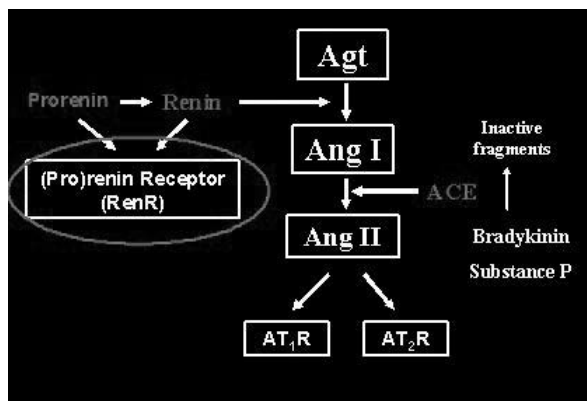 Agt
Prorenin
Renin
Ang I
Inactive
fragments
(Pro)renin Receptor
(RenR)
ACE
Ang II
Bradykinin
Substance P
AT₁R
AT₂R